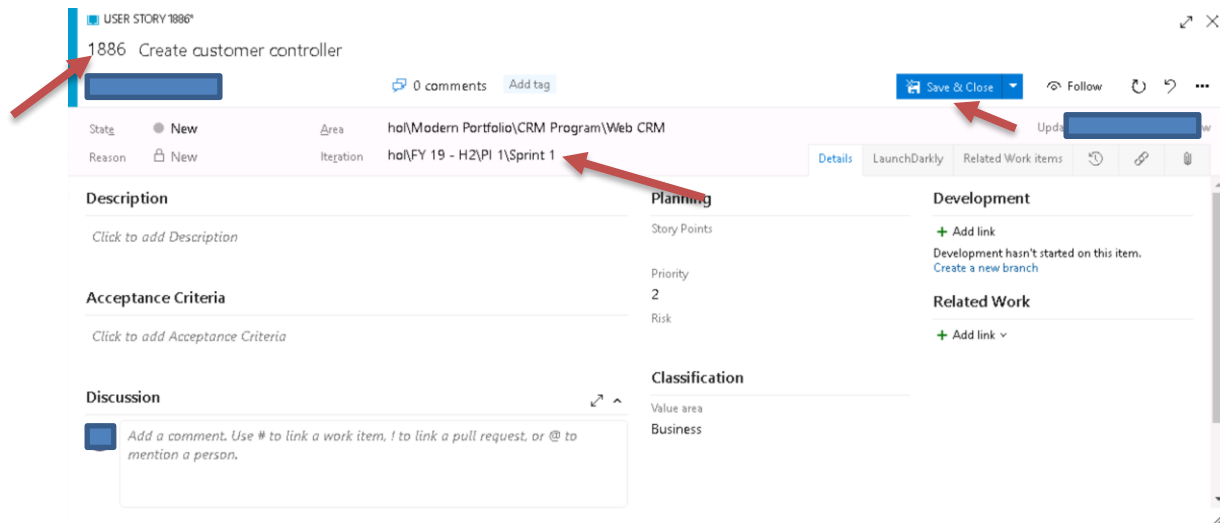 USER STORY 1886*
1886 Create customer controller
0 comments Add tag
Save & Close
Follow
State New
Area hol\Modern Portfolio\CRM Program\Web CRM
Upda
w
Reason New
Iteration hol\FY 19 - H2\PI 1\Sprint 1
Details LaunchDarkly Related Work items
Description
Click to add Description
Acceptance Criteria
Click to add Acceptance Criteria
Discussion
Add a comment. Use # to link a work item, ! to link a pull request, or @ to
mention a person.
Planning
Story Points
Priority
2
Risk
Classification
Value area
Business
Development
+ Add link
Development hasn't started on this item.
Create a new branch
Related Work
+ Add link